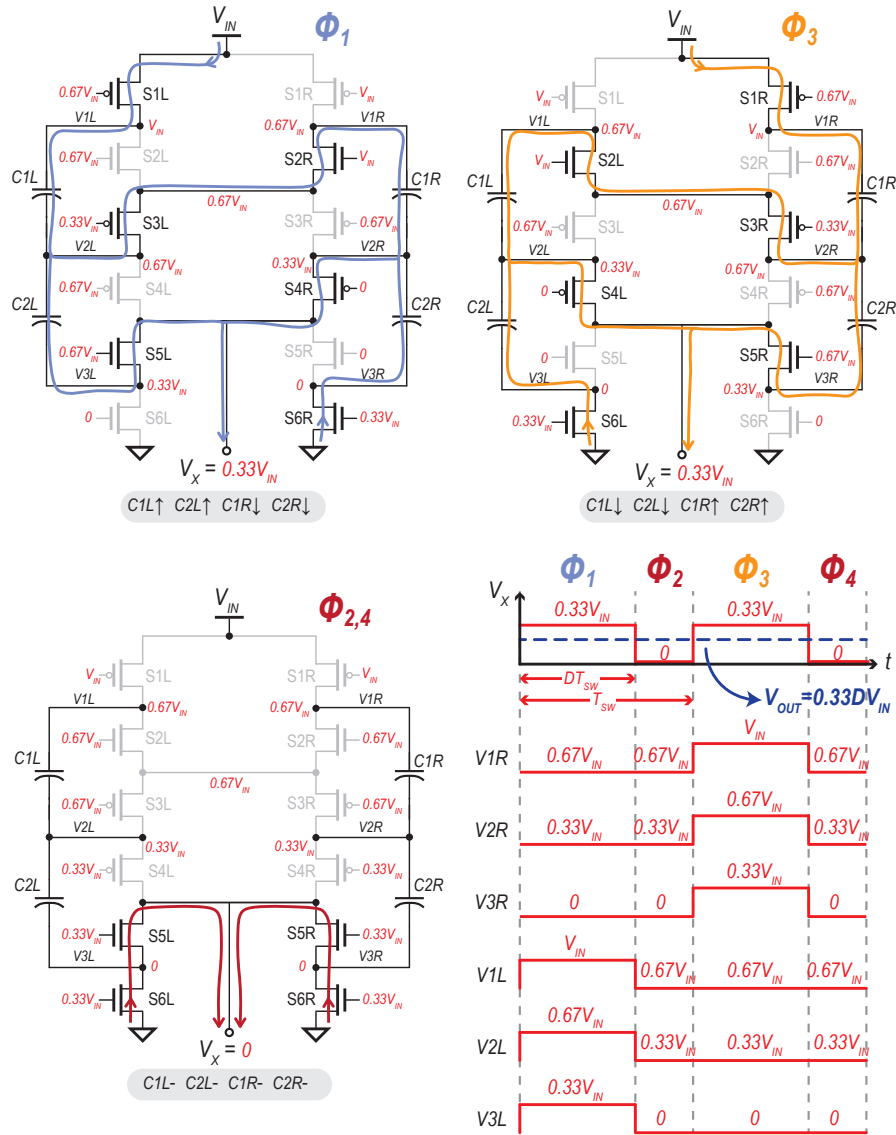 V_IN Φ_1
0.67V_IN S1L S1R V_IN
V1L V_IN 0.67V_IN V1R
0.67V_IN S2L S2R V_IN
C1L C1R
0.67V_IN
0.33V_IN S3L S3R 0.67V_IN
V2L 0.67V_IN 0.33V_IN V2R
0.67V_IN S4L S4R 0
C2L C2R
0.67V_IN S5L S5R 0
V3L 0.33V_IN 0 V3R
0 S6L S6R 0.33V_IN
V_X = 0.33V_IN
C1L↑ C2L↑ C1R↓ C2R↓
V_IN Φ_3
V_IN S1L S1R 0.67V_IN
V1L 0.67V_IN V_IN V1R
V_IN S2L S2R 0.67V_IN
C1L C1R
0.67V_IN
0.67V_IN S3L S3R 0.33V_IN
V2L 0.33V_IN 0.67V_IN V2R
0 S4L S4R 0.67V_IN
C2L C2R
0 S5L S5R 0.67V_IN
V3L 0 0.33V_IN V3R
0.33V_IN S6L S6R 0
V_X = 0.33V_IN
C1L↓ C2L↓ C1R↑ C2R↑
V_IN Φ_2,4
V_IN S1L S1R V_IN
V1L 0.67V_IN 0.67V_IN V1R
0.67V_IN S2L S2R 0.67V_IN
C1L C1R
0.67V_IN
0.67V_IN S3L S3R 0.67V_IN
V2L 0.33V_IN 0.33V_IN V2R
0.33V_IN S4L S4R 0.33V_IN
C2L C2R
0.33V_IN S5L S5R 0.33V_IN
V3L 0 0 V3R
0.33V_IN S6L S6R 0.33V_IN
V_X = 0
C1L- C2L- C1R- C2R-
Φ_1 Φ_2 Φ_3 Φ_4
V_X 0.33V_IN 0 0.33V_IN 0 t
DT_SW
T_SW
V_OUT=0.33DV_IN
V1R 0.67V_IN 0.67V_IN V_IN 0.67V_IN
V2R 0.33V_IN 0.33V_IN 0.67V_IN 0.33V_IN
V3R 0 0 0.33V_IN 0
V1L V_IN 0.67V_IN 0.67V_IN 0.67V_IN
V2L 0.67V_IN 0.33V_IN 0.33V_IN 0.33V_IN
V3L 0.33V_IN 0 0 0